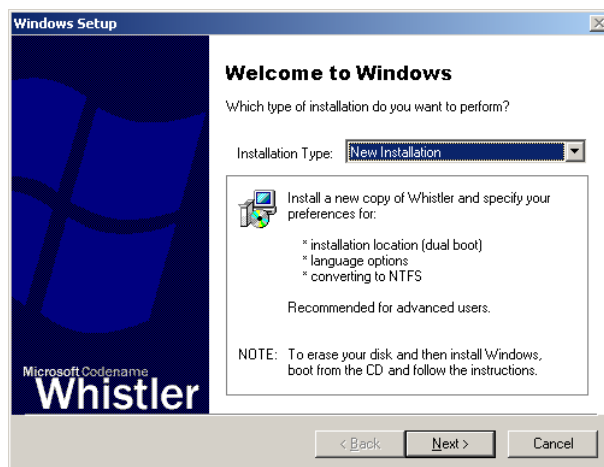 Windows Setup
Welcome to Windows
Which type of installation do you want to perform?
Installation Type: New Installation
Install a new copy of Whistler and specify your
preferences for:
* installation location (dual boot)
* language options
* converting to NTFS
Recommended for advanced users.
NOTE: To erase your disk and then install Windows,
boot from the CD and follow the instructions.
Microsoft Codename
Whistler
< Back Next > Cancel